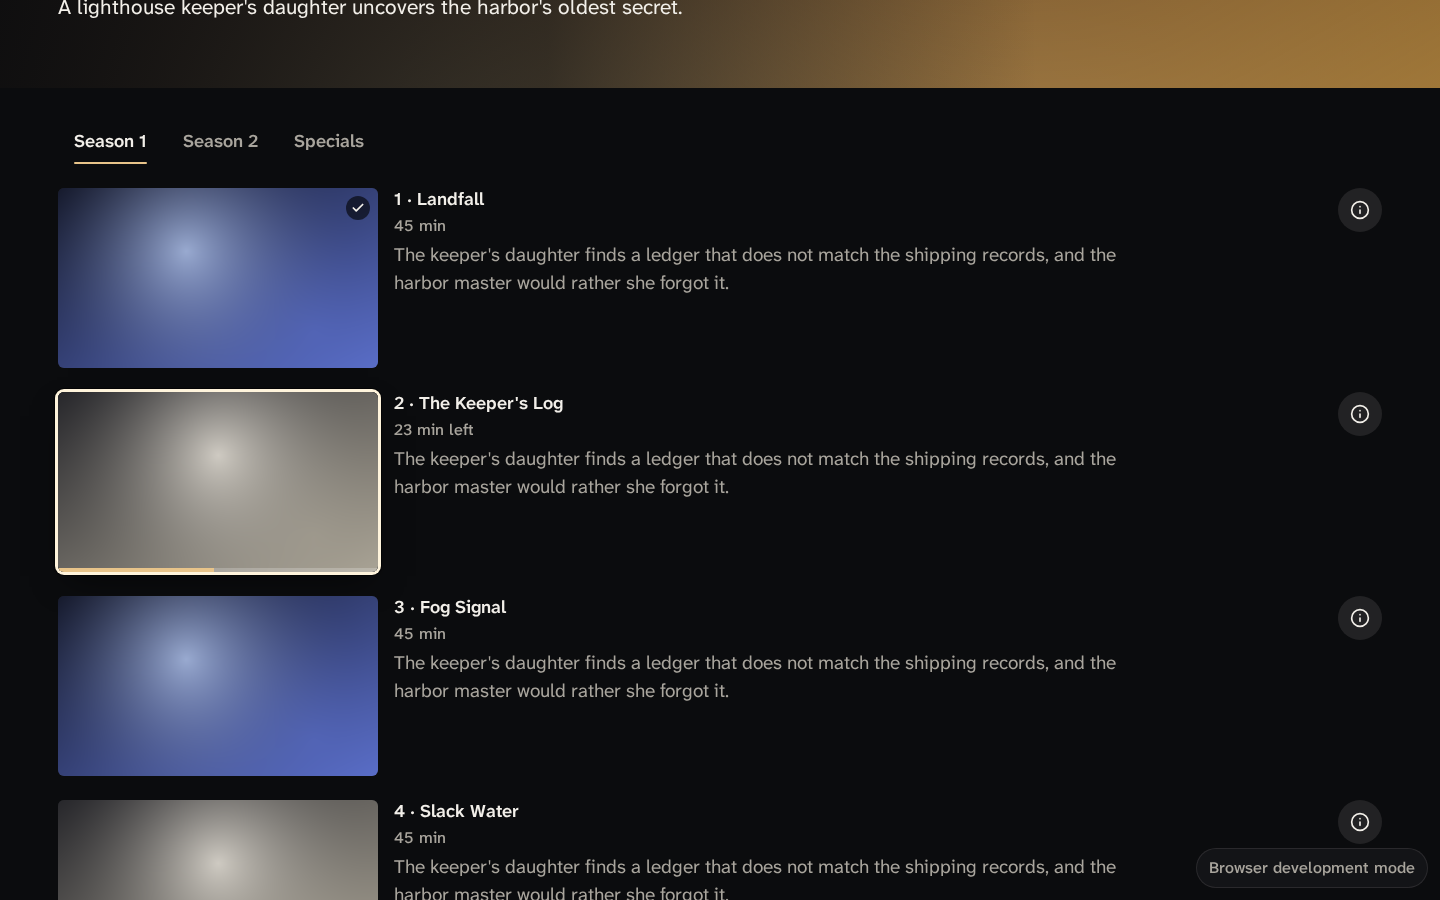 A lighthouse keeper's daughter uncovers the harbor's oldest secret.
Season 1
Season 2
Specials
1 · Landfall
45 min
The keeper's daughter finds a ledger that does not match the shipping records, and the
harbor master would rather she forgot it.
2 · The Keeper's Log
23 min left
The keeper's daughter finds a ledger that does not match the shipping records, and the
harbor master would rather she forgot it.
3 · Fog Signal
45 min
The keeper's daughter finds a ledger that does not match the shipping records, and the
harbor master would rather she forgot it.
4 · Slack Water
45 min
The keeper's daughter finds a ledger that does not match the shipping records, and the
harbor master would rather she forgot it.
Browser development mode